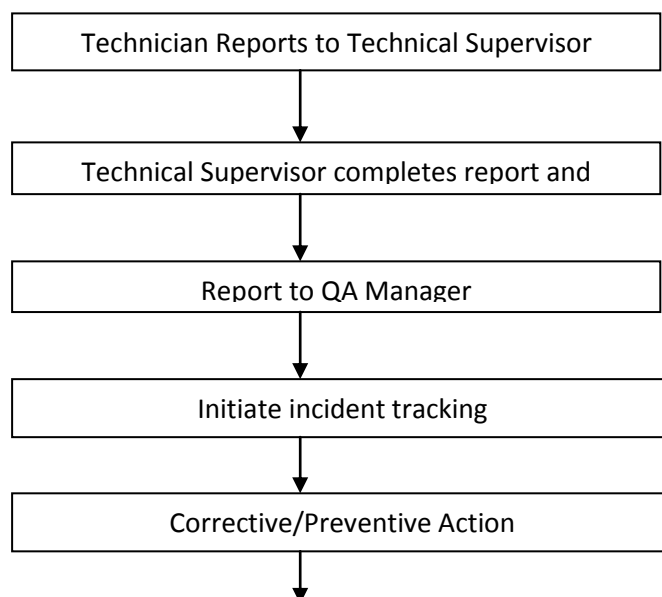 Technician Reports to Technical Supervisor
Technical Supervisor completes report and
Report to QA Manager
Initiate incident tracking
Corrective/Preventive Action